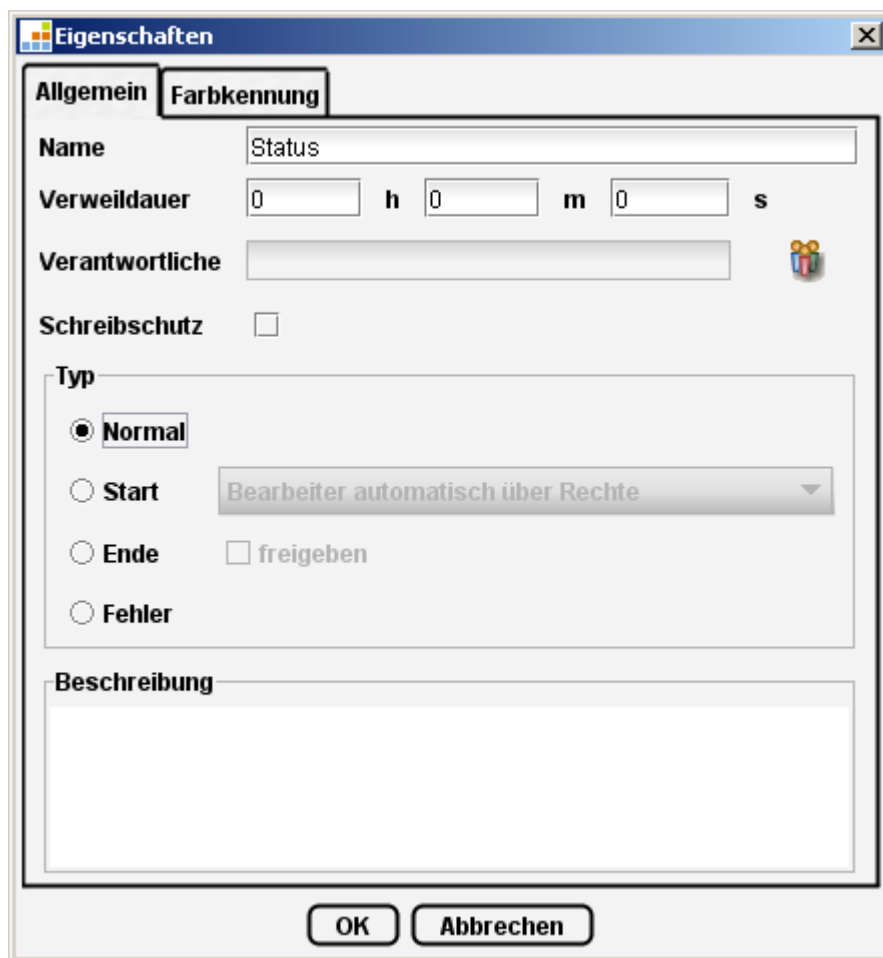 Eigenschaften
Allgemein Farbkennung
Name Status
Verweildauer 0 h 0 m 0 s
Verantwortliche
Schreibschutz
Typ
Normal
Start Bearbeiter automatisch über Rechte
Ende freigeben
Fehler
Beschreibung
OK Abbrechen